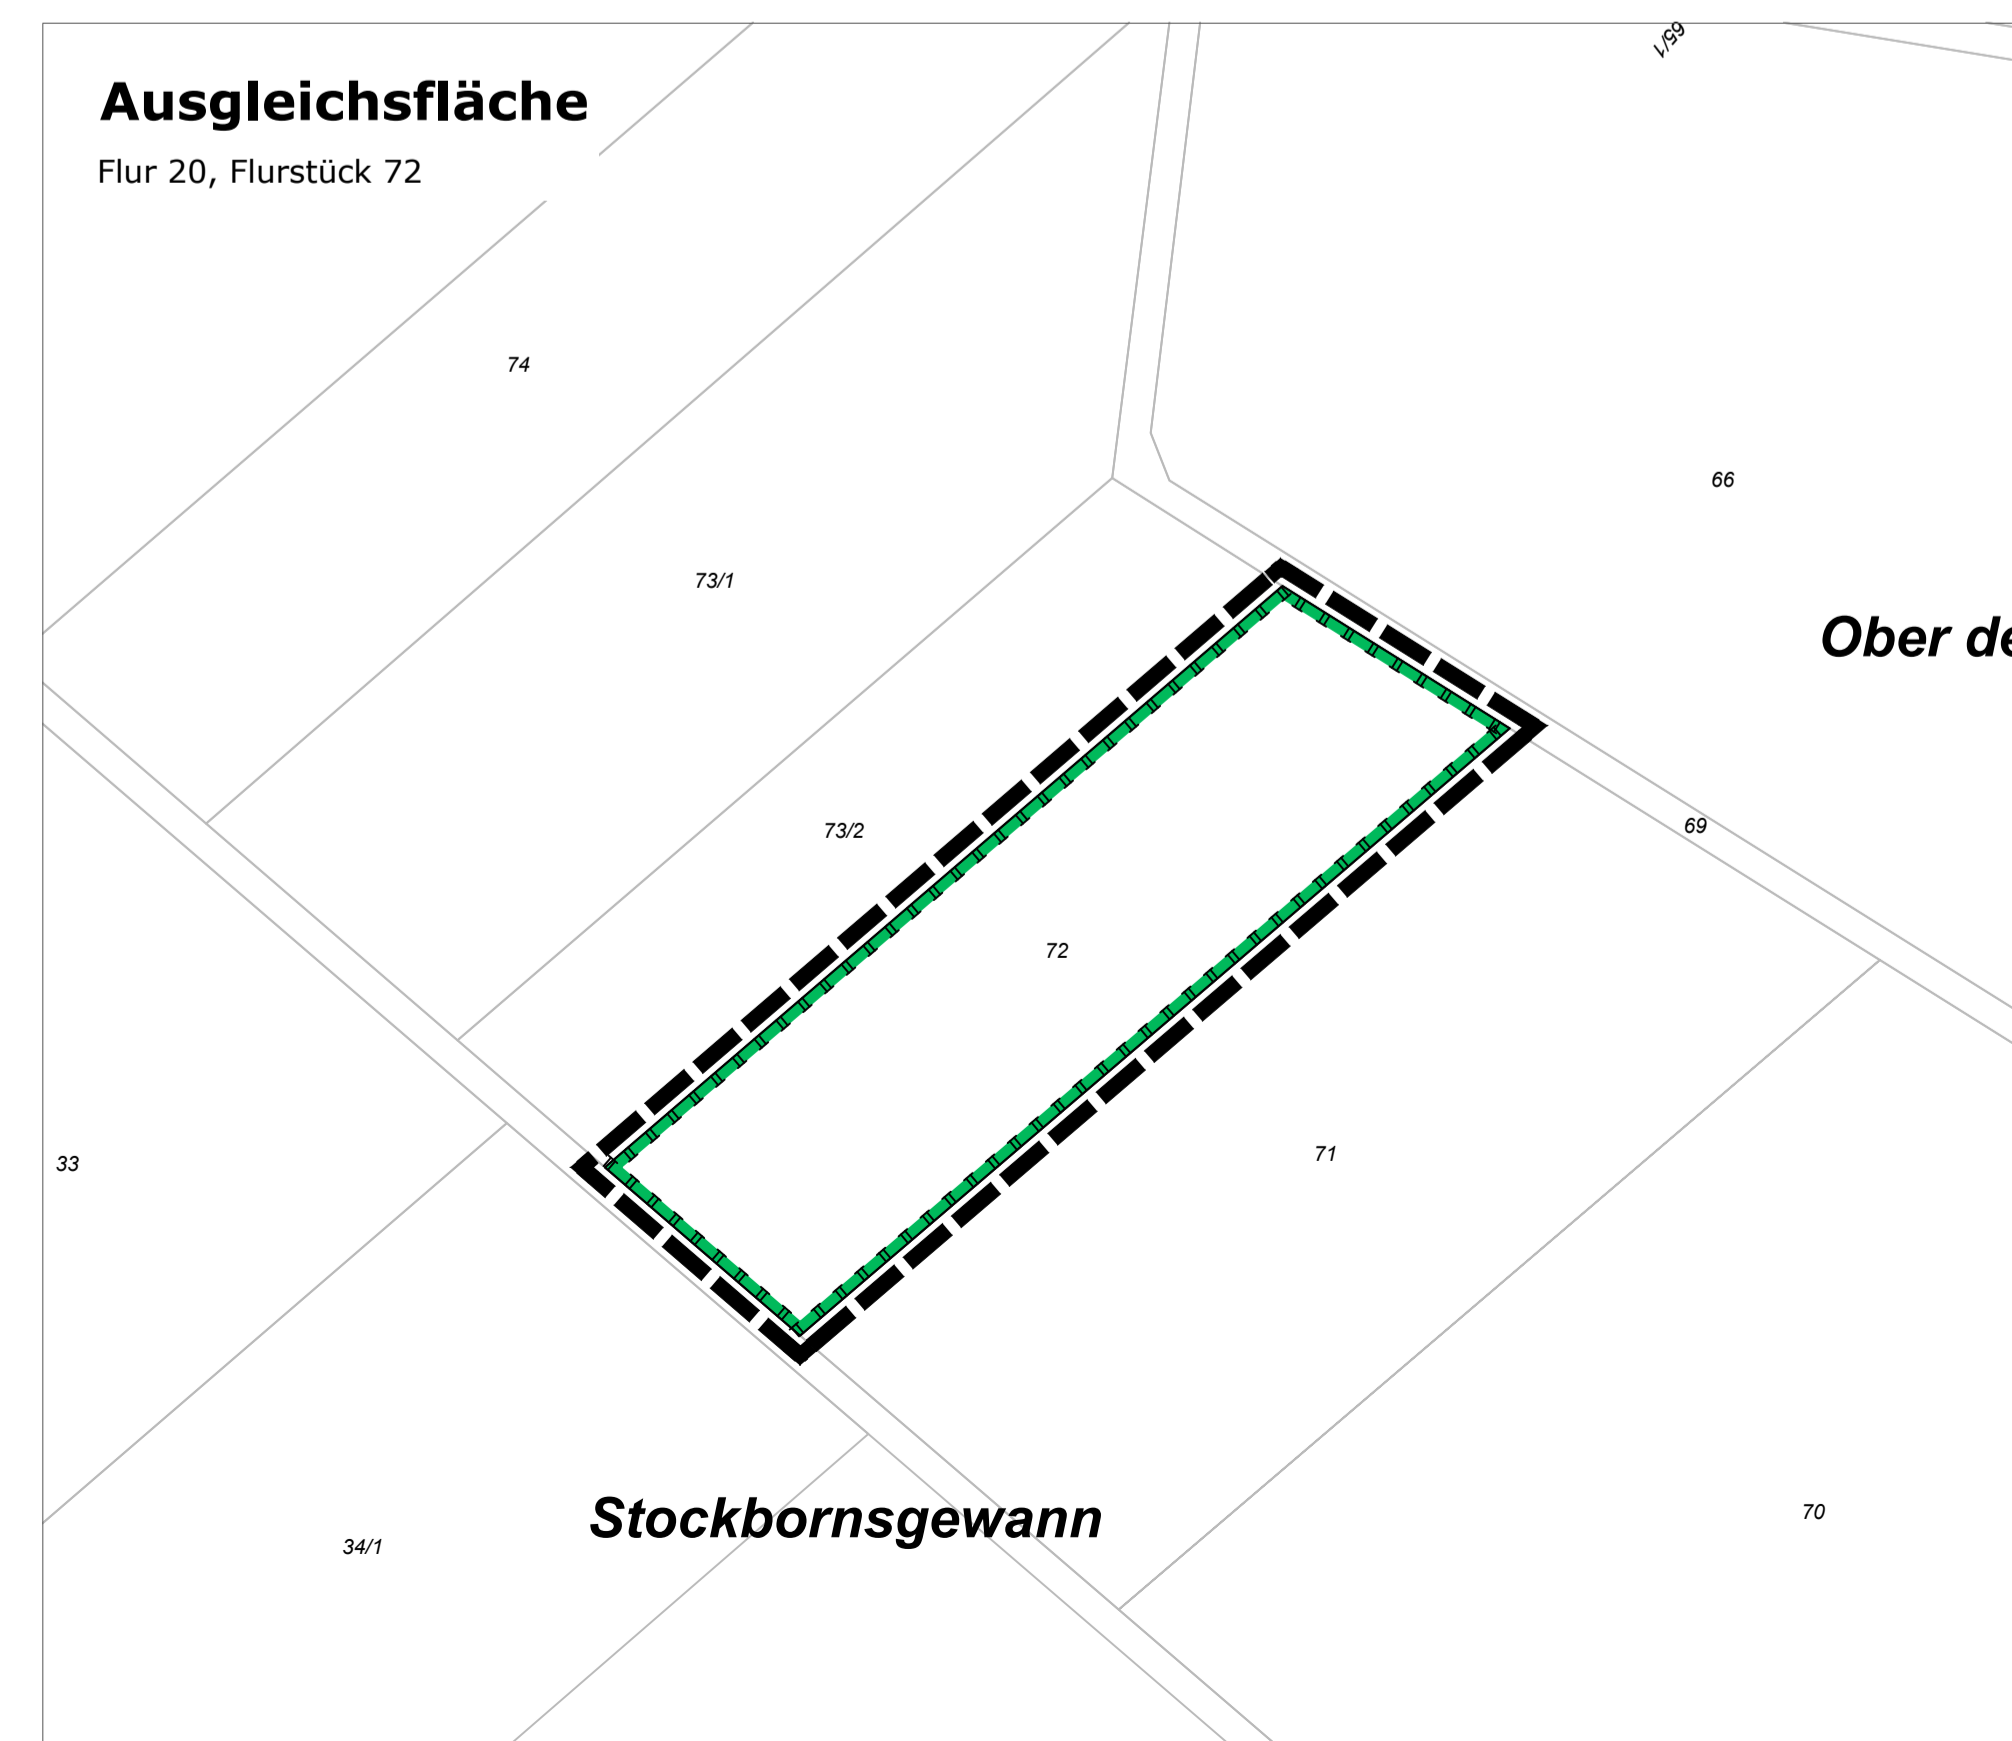 Ausgleichsfläche
Flur 20, Flurstück 72
65/1
74
66
73/1
Ober
73/2
69
72
71
33
70
Stockbornsgewann
34/1